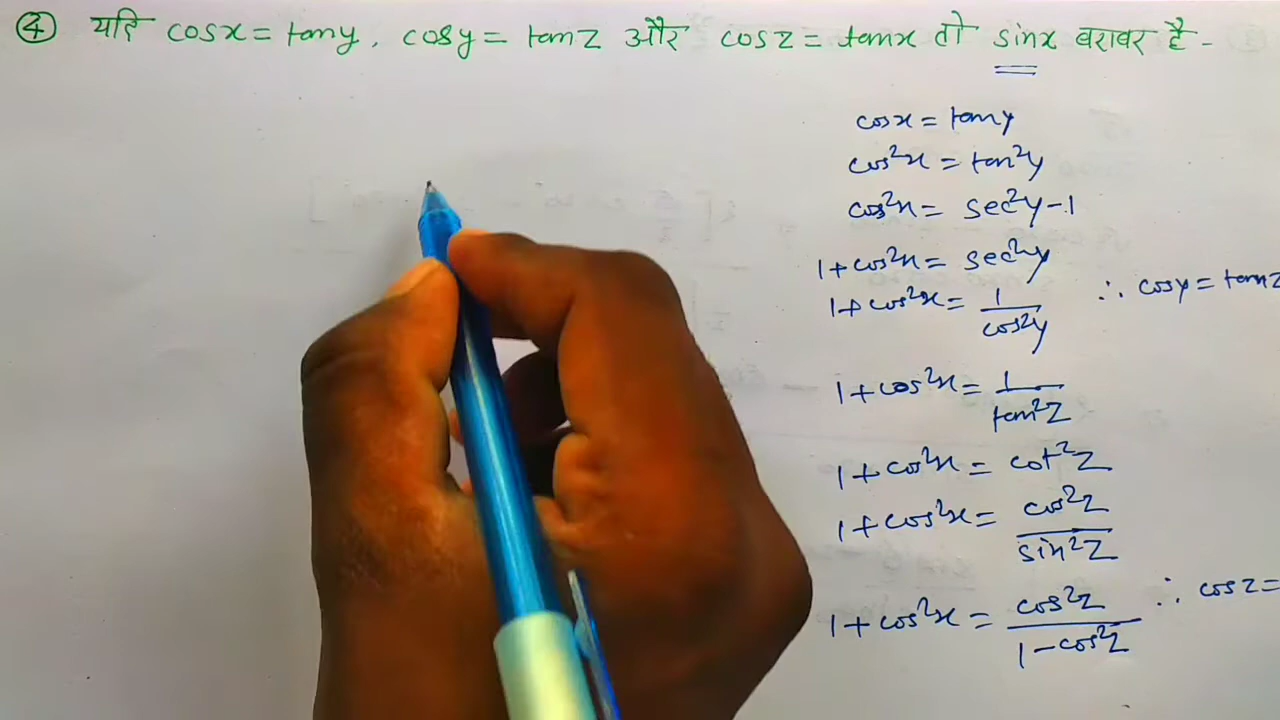 ④ यदि cosx = tany, cosy = tanz और cosz = tanx तो sinx बराबर है -
cosx = tany
cos²x = tan²y
cos²x = sec²y-1
1+cos²x = sec²y
1+cos²x = 1/cos²y ∴ cosy = tanz
1+cos²x = 1/tan²z
1+cos²x = cot²z
1+cos²x = cos²z/sin²z
1+cos²x = cos²z/1-cos²z ∴ cosz =